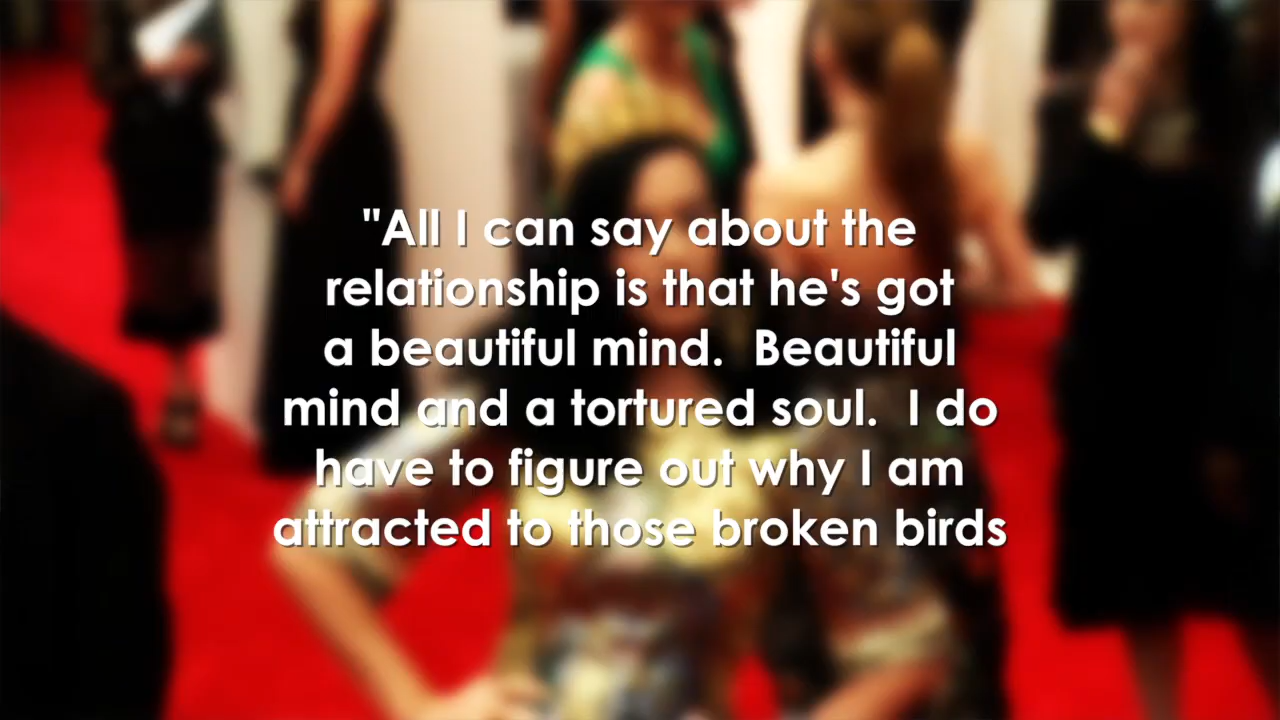 "All I can say about the
relationship is that he's got
a beautiful mind.  Beautiful
mind and a tortured soul.  I do
have to figure out why I am
attracted to those broken birds